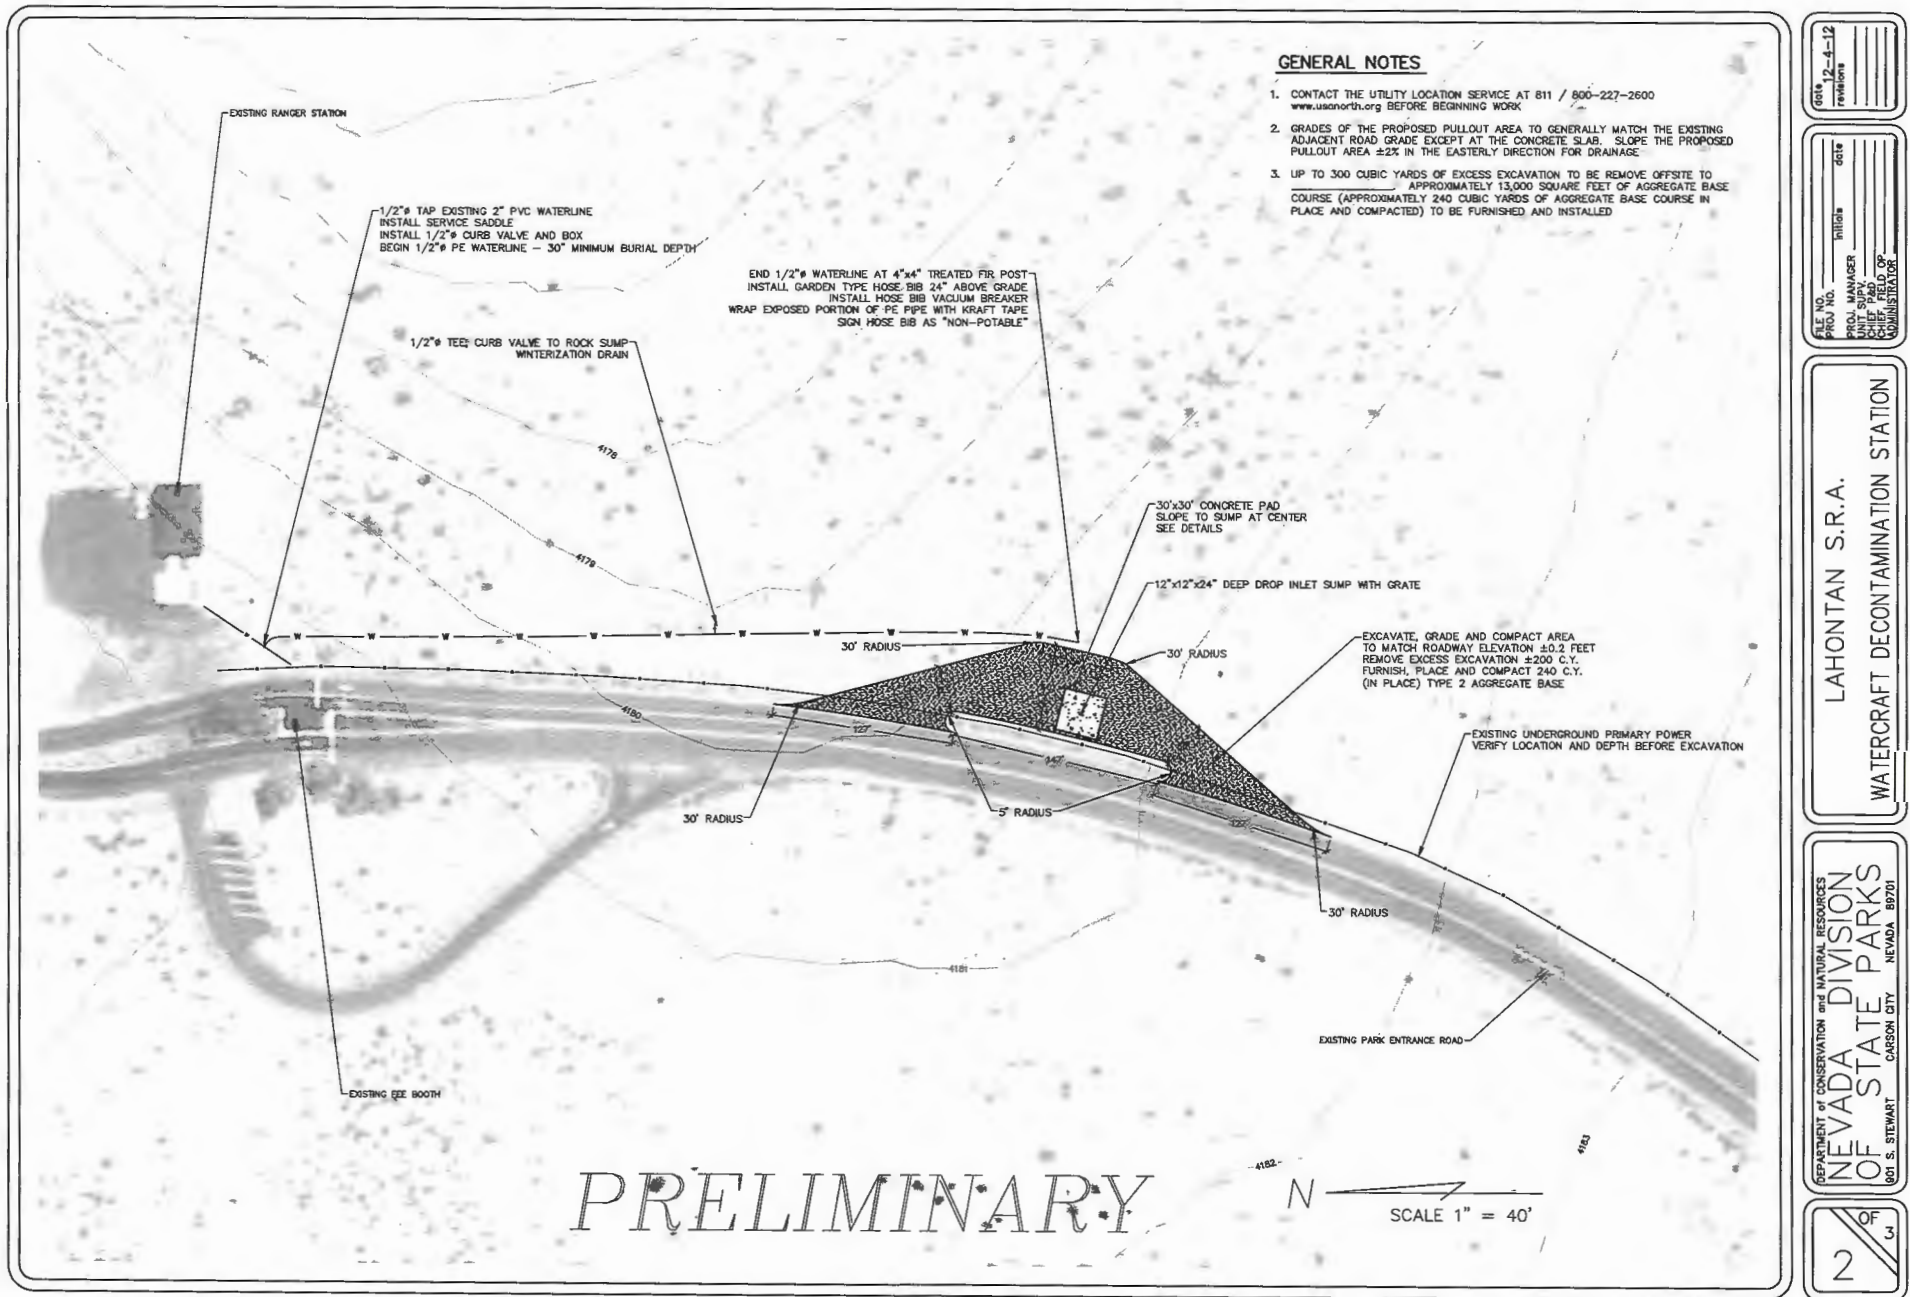 GENERAL NOTES
1. CONTACT THE UTILITY LOCATION SERVICE AT 811 / 800-227-2600
www.usanorth.org BEFORE BEGINNING WORK
2. GRADES OF THE PROPOSED PULLOUT AREA TO GENERALLY MATCH THE EXISTING
ADJACENT ROAD GRADE EXCEPT AT THE CONCRETE SLAB. SLOPE THE PROPOSED
PULLOUT AREA ±2% IN THE EASTERLY DIRECTION FOR DRAINAGE
3. UP TO 300 CUBIC YARDS OF EXCESS EXCAVATION TO BE REMOVE OFFSITE TO
____________. APPROXIMATELY 13,000 SQUARE FEET OF AGGREGATE BASE
COURSE (APPROXIMATELY 240 CUBIC YARDS OF AGGREGATE BASE COURSE IN
PLACE AND COMPACTED) TO BE FURNISHED AND INSTALLED
EXISTING RANGER STATION
1/2"ø TAP EXISTING 2" PVC WATERLINE
INSTALL SERVICE SADDLE
INSTALL 1/2"ø CURB VALVE AND BOX
BEGIN 1/2"ø PE WATERLINE - 30" MINIMUM BURIAL DEPTH
END 1/2"ø WATERLINE AT 4"x4" TREATED FIR POST
INSTALL GARDEN TYPE HOSE BIB 24" ABOVE GRADE
INSTALL HOSE BIB VACUUM BREAKER
WRAP EXPOSED PORTION OF PE PIPE WITH KRAFT TAPE
SIGN HOSE BIB AS "NON-POTABLE"
1/2"ø TEE, CURB VALVE TO ROCK SUMP
WINTERIZATION DRAIN
4178
4179
30'x30' CONCRETE PAD
SLOPE TO SUMP AT CENTER
SEE DETAILS
12"x12"x24" DEEP DROP INLET SUMP WITH GRATE
W W W W W W W W W W W
30' RADIUS
30' RADIUS
EXCAVATE, GRADE AND COMPACT AREA
TO MATCH ROADWAY ELEVATION ±0.2 FEET
REMOVE EXCESS EXCAVATION ±200 C.Y.
FURNISH, PLACE AND COMPACT 240 C.Y.
(IN PLACE) TYPE 2 AGGREGATE BASE
4180
127'
147'
127'
EXISTING UNDERGROUND PRIMARY POWER
VERIFY LOCATION AND DEPTH BEFORE EXCAVATION
30' RADIUS
5' RADIUS
30' RADIUS
4181
EXISTING PARK ENTRANCE ROAD
EXISTING FEE BOOTH
4182
4183
PRELIMINARY
N
SCALE 1" = 40'
date
12-4-12
revisions
FILE NO.
PROJ NO.
initials date
PROJ. MANAGER
UNIT SUPV.
CHIEF P&D
CHIEF, FIELD OP.
ADMINISTRATOR
LAHONTAN S.R.A.
WATERCRAFT DECONTAMINATION STATION
DEPARTMENT of CONSERVATION and NATURAL RESOURCES
NEVADA DIVISION
OF STATE PARKS
901 S. STEWART CARSON CITY NEVADA 89701
2 OF 3